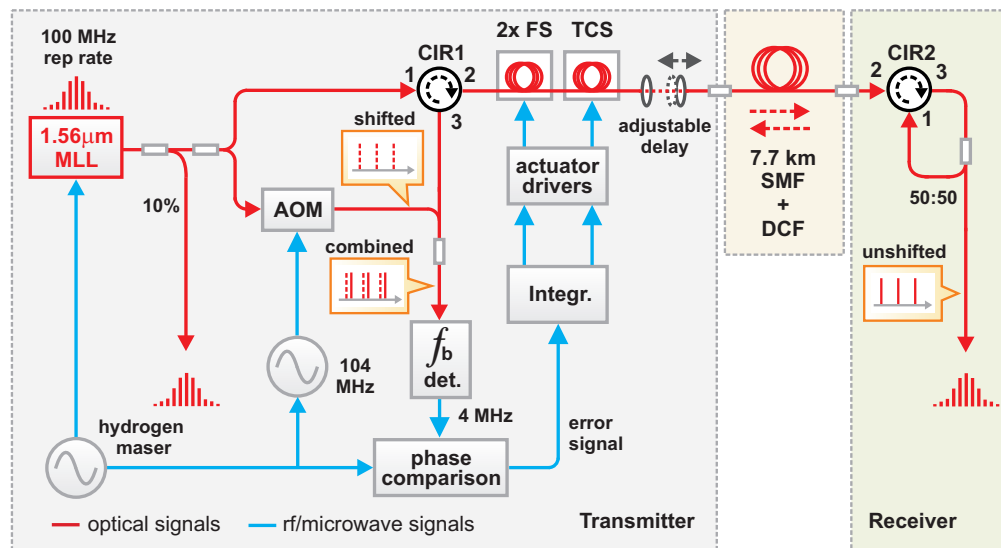 100 MHz
rep rate
1.56μm
MLL
10%
AOM
shifted
combined
CIR1
1
2
3
2x FS
TCS
actuator
drivers
Integr.
adjustable
delay
7.7 km
SMF
+
DCF
CIR2
2
3
1
50:50
unshifted
fb
det.
104
MHz
4 MHz
error
signal
hydrogen
maser
phase
comparison
optical signals
rf/microwave signals
Transmitter
Receiver